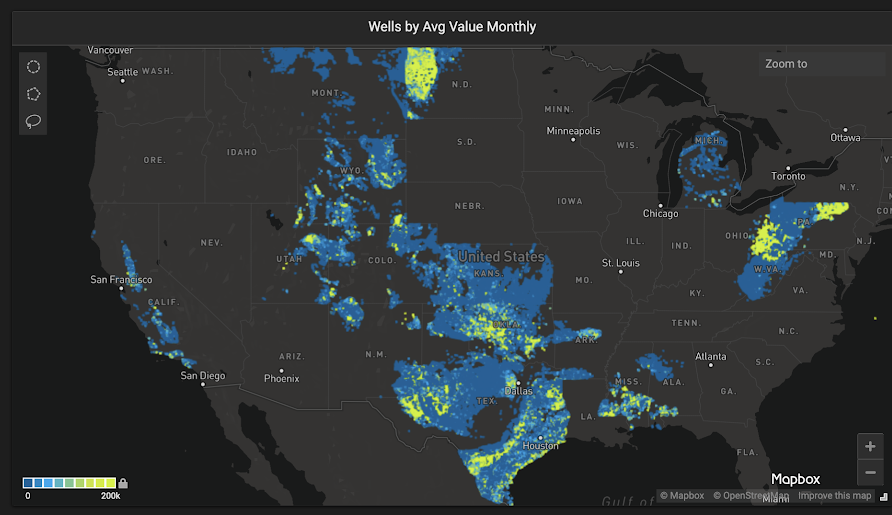 Wells by Avg Value Monthly
Vancouver
Zoom to
Seattle WASH.
MONT.
N.D.
MINN.
Minneapolis
Ottawa
ORE.
IDAHO
WYO.
S.D.
WIS.
MICH.
Toronto
N.Y.
IOWA
NEBR.
Chicago
NEV.
UTAH
COLO.
United States
KANS.
ILL.
IND.
OHIO
PA.
N.J.
MD.
St. Louis
MO.
W.VA.
VA.
KY.
San Francisco
CALIF.
OKLA.
TENN.
N.C.
ARK.
ARIZ.
N.M.
Atlanta
S.C.
San Diego
Phoenix
Dallas
TEX.
MISS.
ALA.
GA.
LA.
Houston
FLA.
0
200k
Mapbox
© Mapbox © OpenStreetMap Improve this map
Gulf of
Miami